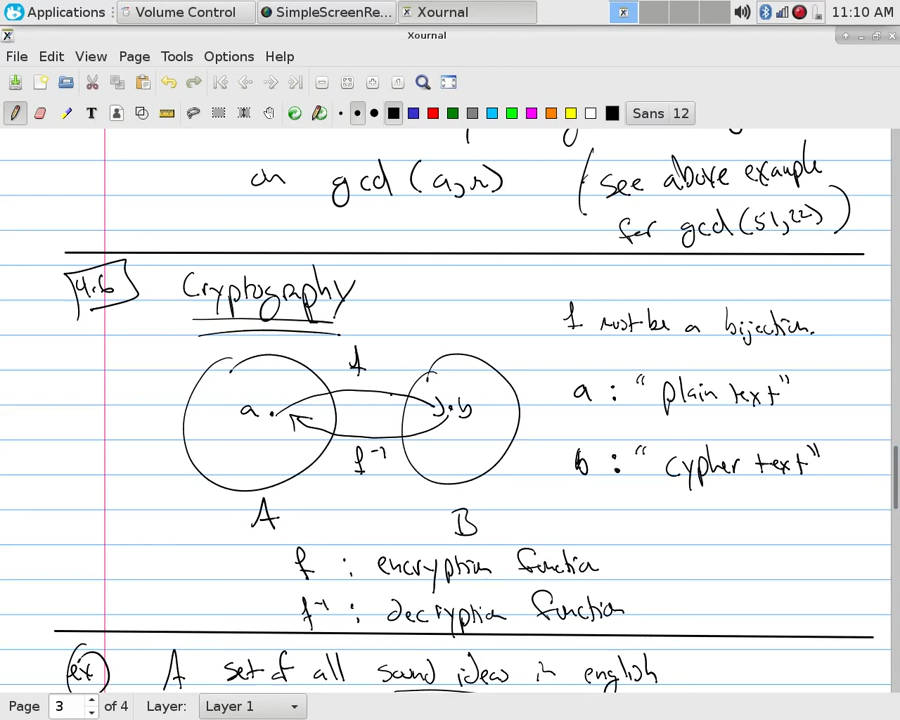 Applications Volume Control SimpleScreenRe... Xournal 11:10 AM
Xournal
File Edit View Page Tools Options Help
Sans 12
on gcd (a,r) (see above example
for gcd (51,22))
4.6 Cryptography
f must be a bijection.
f
a b
a : "plain text"
f⁻¹
b : "cypher text"
A B
f : encryption function
f⁻¹ : decryption function
ex A set of all sound ideas in english
Page 3 of 4 Layer: Layer 1